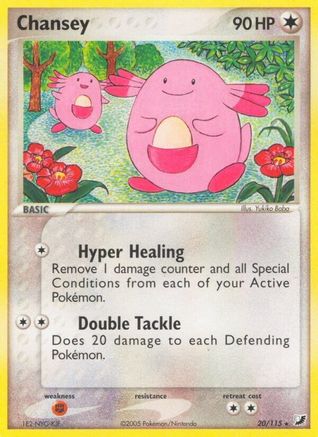 Chansey 90 HP
BASIC Illus. Yukiko Baba
Hyper Healing
Remove 1 damage counter and all Special
Conditions from each of your Active
Pokémon.
Double Tackle
Does 20 damage to each Defending
Pokémon.
weakness resistance retreat cost
©2005 Pokémon/Nintendo 20/115 ★